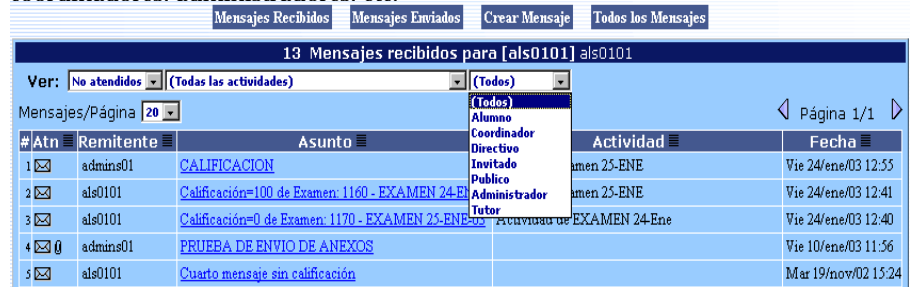 Mensajes Recibidos Mensajes Enviados Crear Mensaje Todos los Mensajes
13 Mensajes recibidos para [als0101] als0101
Ver: No atendidos (Todas las actividades) (Todos)
Mensajes/Página 20 Página 1/1
(Todos)
Alumno
Coordinador
Directivo
Invitado
Publico
Administrador
Tutor
# Atn Remitente Asunto Actividad Fecha
1 admins01 CALIFICACION 25-ENE Vie 24/ene/03 12:55
2 als0101 Calificación=100 de Examen: 1160 - EXAMEN 25-ENE Vie 24/ene/03 12:41
3 als0101 Calificación=0 de Examen: 1170 - EXAMEN 25-ENE-03 Actividad de EXAMEN 24-Ene Vie 24/ene/03 12:40
4 admins01 PRUEBA DE ENVIO DE ANEXOS Vie 10/ene/03 11:56
5 als0101 Cuarto mensaje sin calificación Mar 19/nov/02 15:24